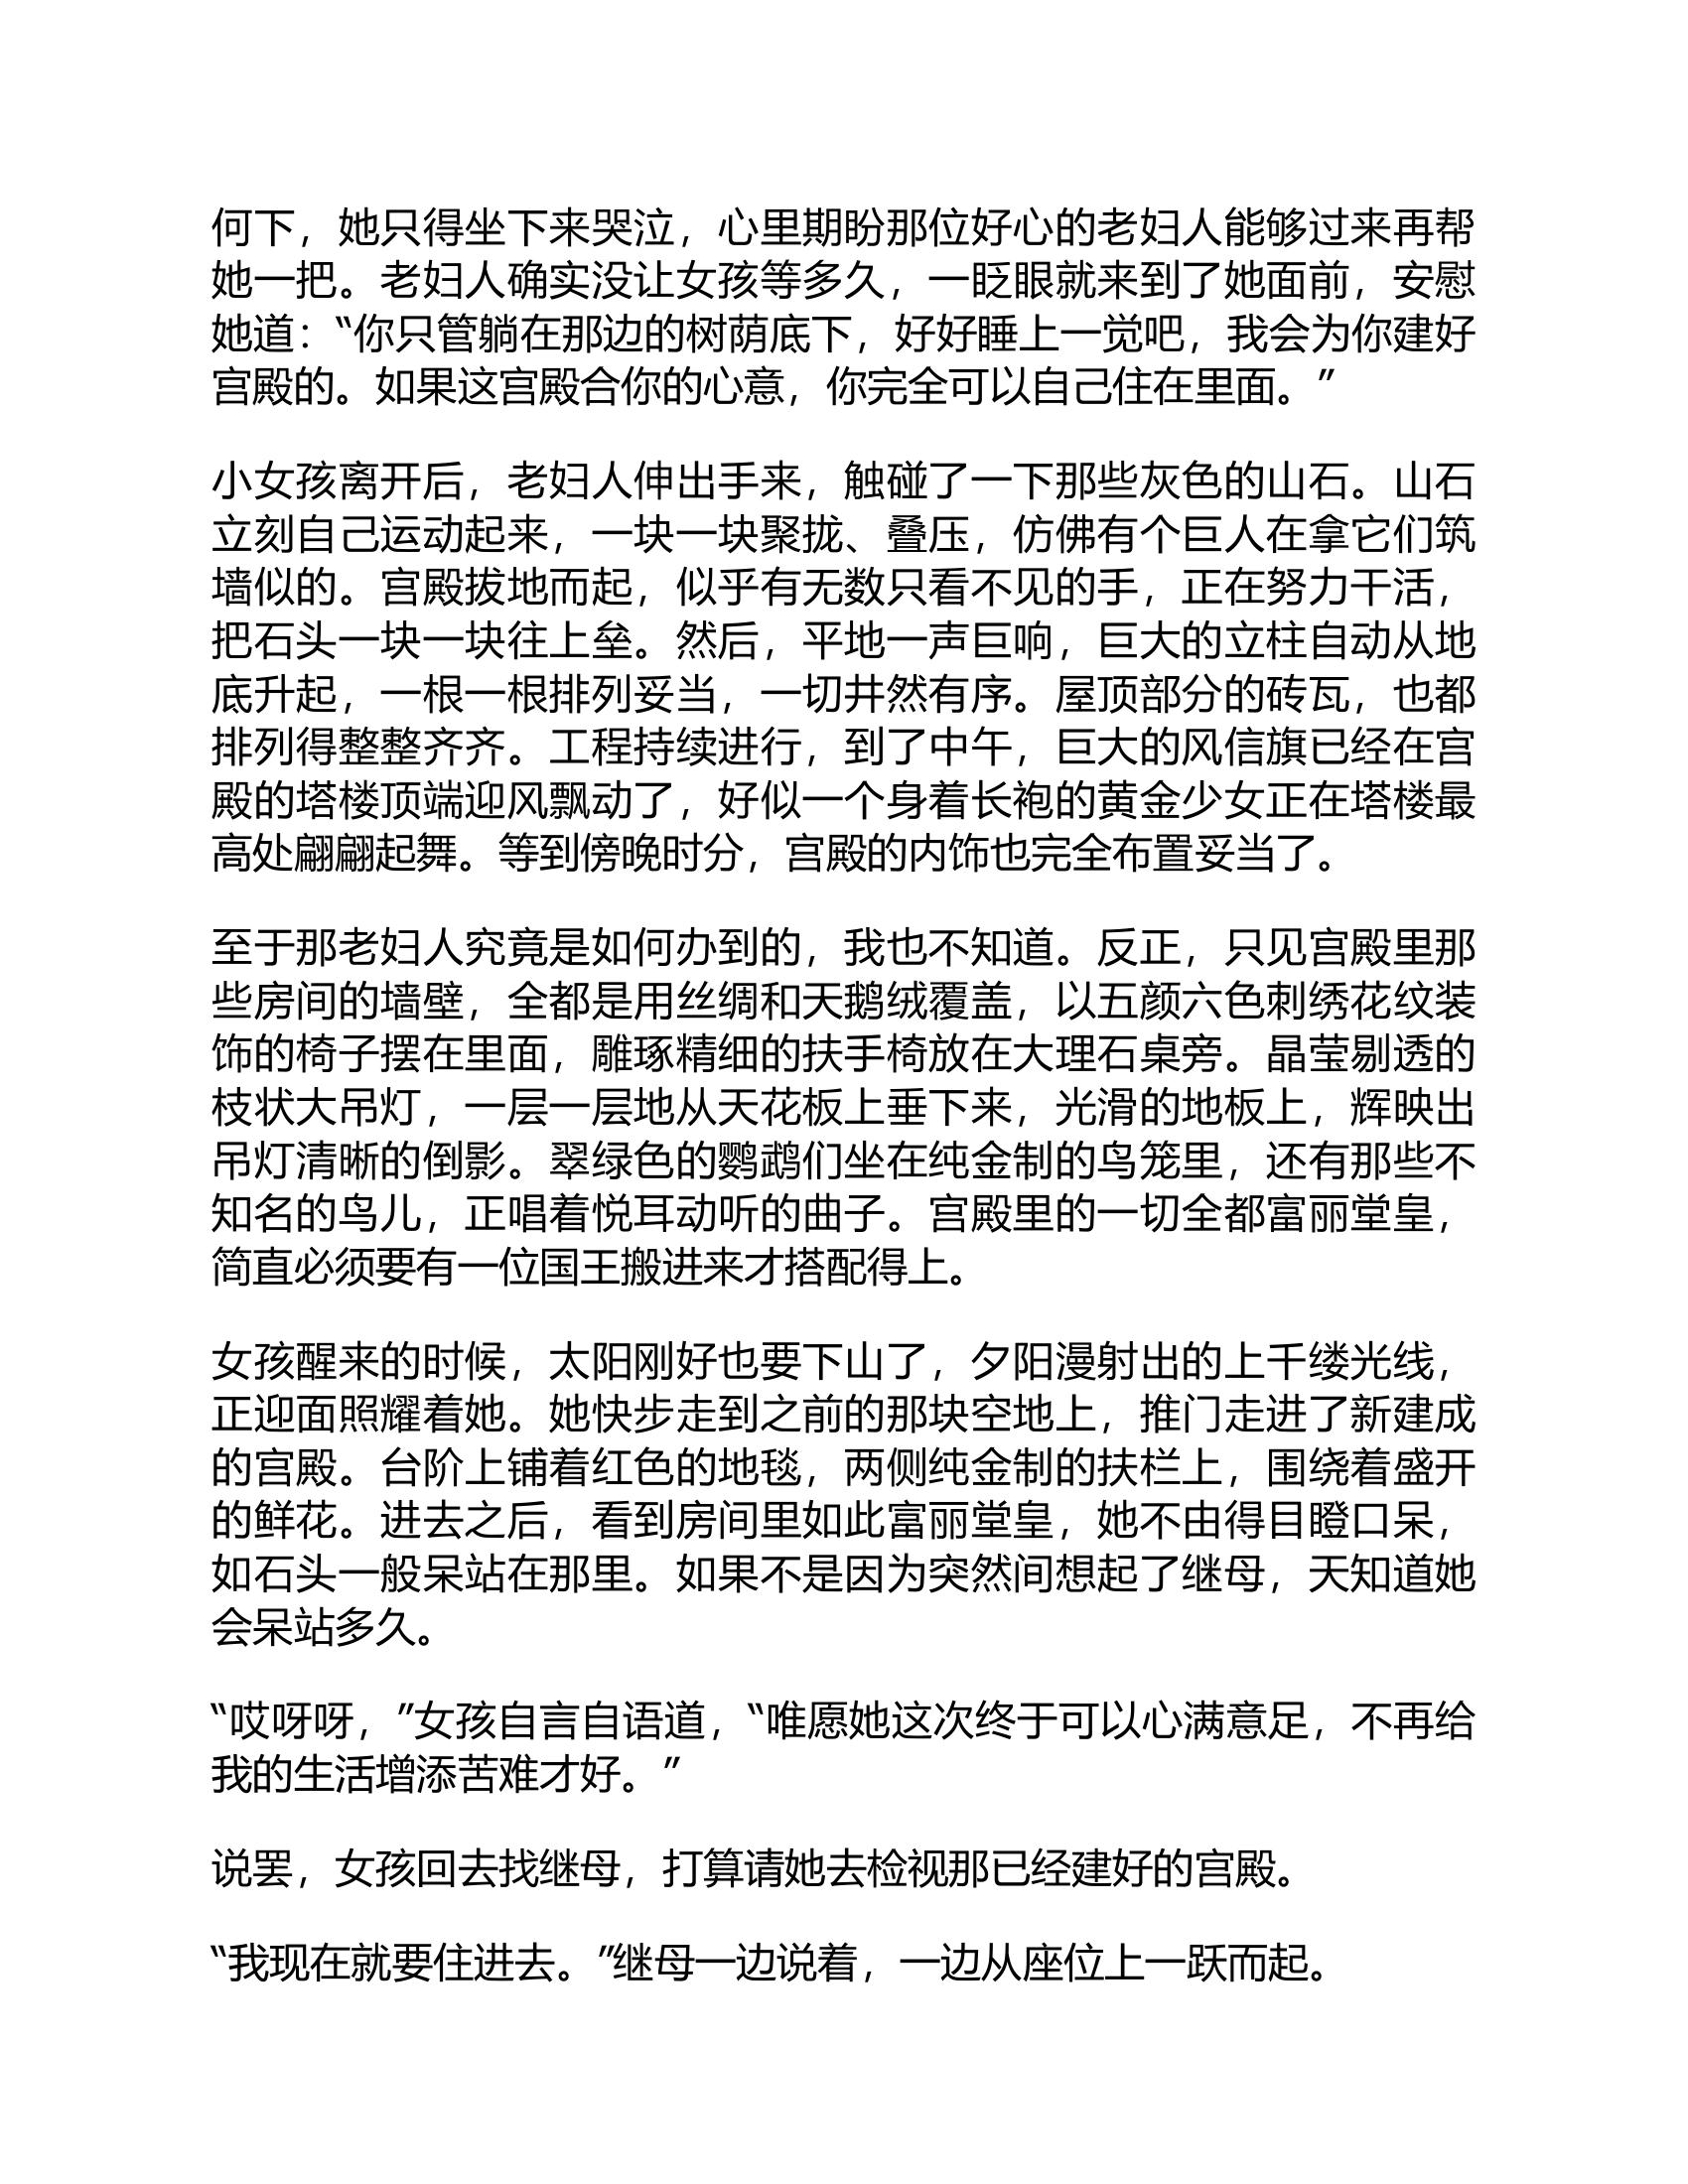 何下，她只得坐下来哭泣，心里期盼那位好心的老妇人能够过来再帮
她一把。老妇人确实没让女孩等多久，一眨眼就来到了她面前，安慰
她道：“你只管躺在那边的树荫底下，好好睡上一觉吧，我会为你建好
宫殿的。如果这宫殿合你的心意，你完全可以自己住在里面。”
小女孩离开后，老妇人伸出手来，触碰了一下那些灰色的山石。山石
立刻自己运动起来，一块一块聚拢、叠压，仿佛有个巨人在拿它们筑
墙似的。宫殿拔地而起，似乎有无数只看不见的手，正在努力干活，
把石头一块一块往上垒。然后，平地一声巨响，巨大的立柱自动从地
底升起，一根一根排列妥当，一切井然有序。屋顶部分的砖瓦，也都
排列得整整齐齐。工程持续进行，到了中午，巨大的风信旗已经在宫
殿的塔楼顶端迎风飘动了，好似一个身着长袍的黄金少女正在塔楼最
高处翩翩起舞。等到傍晚时分，宫殿的内饰也完全布置妥当了。
至于那老妇人究竟是如何办到的，我也不知道。反正，只见宫殿里那
些房间的墙壁，全都是用丝绸和天鹅绒覆盖，以五颜六色刺绣花纹装
饰的椅子摆在里面，雕琢精细的扶手椅放在大理石桌旁。晶莹剔透的
枝状大吊灯，一层一层地从天花板上垂下来，光滑的地板上，辉映出
吊灯清晰的倒影。翠绿色的鹦鹉们坐在纯金制的鸟笼里，还有那些不
知名的鸟儿，正唱着悦耳动听的曲子。宫殿里的一切全都富丽堂皇，
简直必须要有一位国王搬进来才搭配得上。
女孩醒来的时候，太阳刚好也要下山了，夕阳漫射出的上千缕光线，
正迎面照耀着她。她快步走到之前的那块空地上，推门走进了新建成
的宫殿。台阶上铺着红色的地毯，两侧纯金制的扶栏上，围绕着盛开
的鲜花。进去之后，看到房间里如此富丽堂皇，她不由得目瞪口呆，
如石头一般呆站在那里。如果不是因为突然间想起了继母，天知道她
会呆站多久。
“哎呀呀，”女孩自言自语道，“唯愿她这次终于可以心满意足，不再给
我的生活增添苦难才好。”
说罢，女孩回去找继母，打算请她去检视那已经建好的宫殿。
“我现在就要住进去。”继母一边说着，一边从座位上一跃而起。